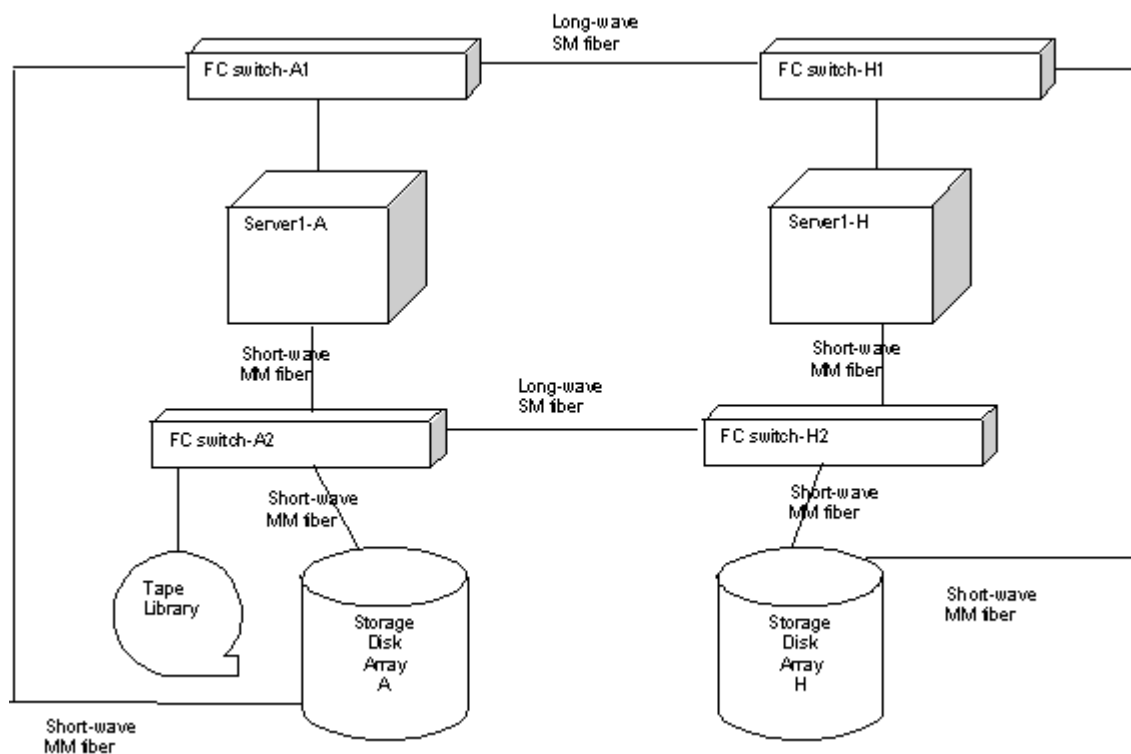 Long-wave
SM fiber
FC switch-A1
FC switch-H1
Server1-A
Server1-H
Short-wave
MM fiber
Short-wave
MM fiber
Long-wave
SM fiber
FC switch-A2
FC switch-H2
Short-wave
MM fiber
Short-wave
MM fiber
Tape
Library
Storage
Disk
Array
A
Storage
Disk
Array
H
Short-wave
MM fiber
Short-wave
MM fiber